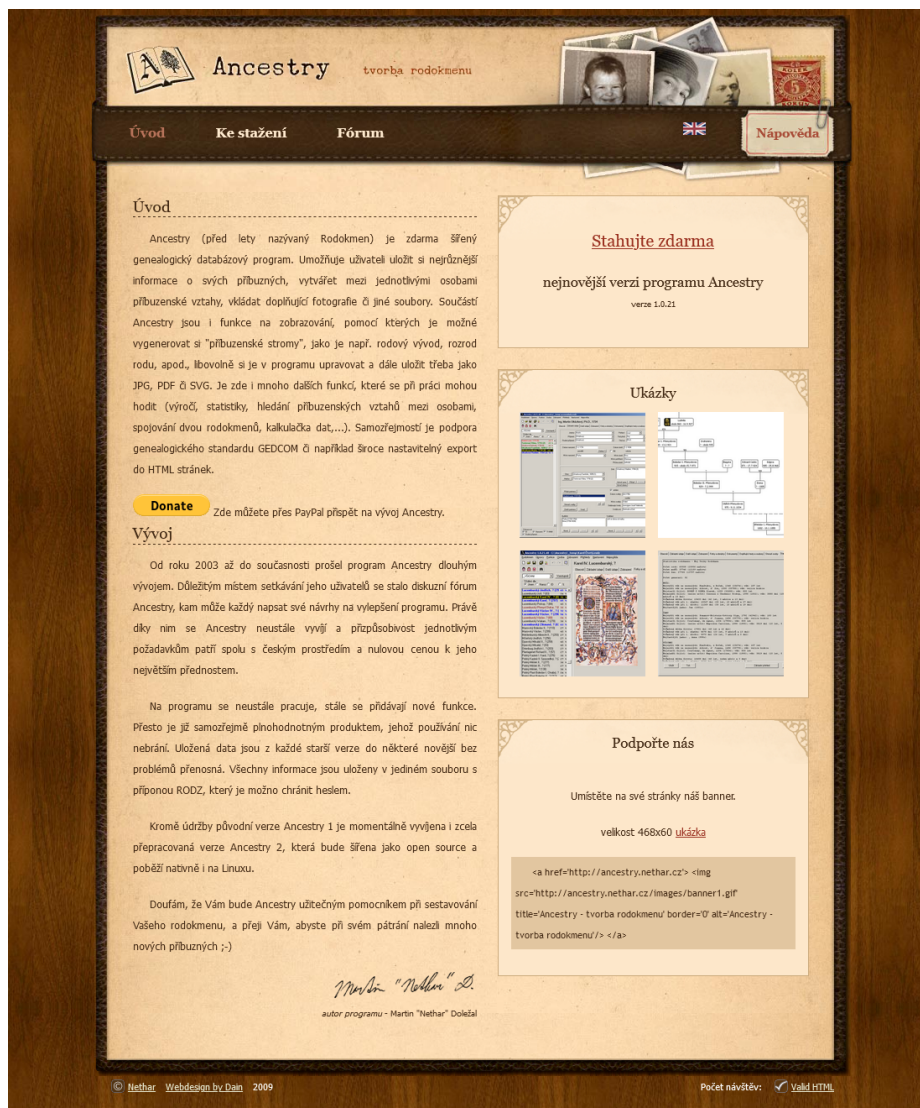 Ancestry
tvorba rodokmenu
KOLEK
5
Úvod
Ke stažení
Fórum
Nápověda
Úvod
Ancestry (před lety nazývaný Rodokmen) je zdarma šířený
genealogický databázový program. Umožňuje uživateli uložit si nejrůznější
informace o svých příbuzných, vytvářet mezi jednotlivými osobami
příbuzenské vztahy, vkládat doplňující fotografie či jiné soubory. Součástí
Ancestry jsou i funkce na zobrazování, pomocí kterých je možné
vygenerovat si "příbuzenské stromy", jako je např. rodový vývod, rozrod
rodu, apod., libovolně si je v programu upravovat a dále uložit třeba jako
JPG, PDF či SVG. Je zde i mnoho dalších funkcí, které se při práci mohou
hodit (výročí, statistiky, hledání příbuzenských vztahů mezi osobami,
spojování dvou rodokmenů, kalkulačka dat,...). Samozřejmostí je podpora
genealogického standardu GEDCOM či například široce nastavitelný export
do HTML stránek.
Donate Zde můžete přes PayPal přispět na vývoj Ancestry.
Vývoj
Od roku 2003 až do současnosti prošel program Ancestry dlouhým
vývojem. Důležitým místem setkávání jeho uživatelů se stalo diskuzní fórum
Ancestry, kam může každý napsat své návrhy na vylepšení programu. Právě
díky nim se Ancestry neustále vyvíjí a přizpůsobivost jednotlivým
požadavkům patří spolu s českým prostředím a nulovou cenou k jeho
největším přednostem.
Na programu se neustále pracuje, stále se přidávají nové funkce.
Přesto je již samozřejmě plnohodnotným produktem, jehož používání nic
nebrání. Uložená data jsou z každé starší verze do některé novější bez
problémů přenosná. Všechny informace jsou uloženy v jediném souboru s
příponou RODZ, který je možno chránit heslem.
Kromě údržby původní verze Ancestry 1 je momentálně vyvíjena i zcela
přepracovaná verze Ancestry 2, která bude šířena jako open source a
poběží nativně i na Linuxu.
Doufám, že Vám bude Ancestry užitečným pomocníkem při sestavování
Vašeho rodokmenu, a přeji Vám, abyste při svém pátrání nalezli mnoho
nových příbuzných ;-)
Martin "Nethar" D.
autor programu - Martin "Nethar" Doležal
Stahujte zdarma
nejnovější verzi programu Ancestry
verze 1.0.21
Ukázky
Podpořte nás
Umístěte na své stránky náš banner.
velikost 468x60 ukázka
<a href='http://ancestry.nethar.cz'> <img
src='http://ancestry.nethar.cz/images/banner1.gif'
title='Ancestry - tvorba rodokmenu' border='0' alt='Ancestry -
tvorba rodokmenu'/> </a>
© Nethar Webdesign by Dain 2009
Počet návštěv: Valid HTML